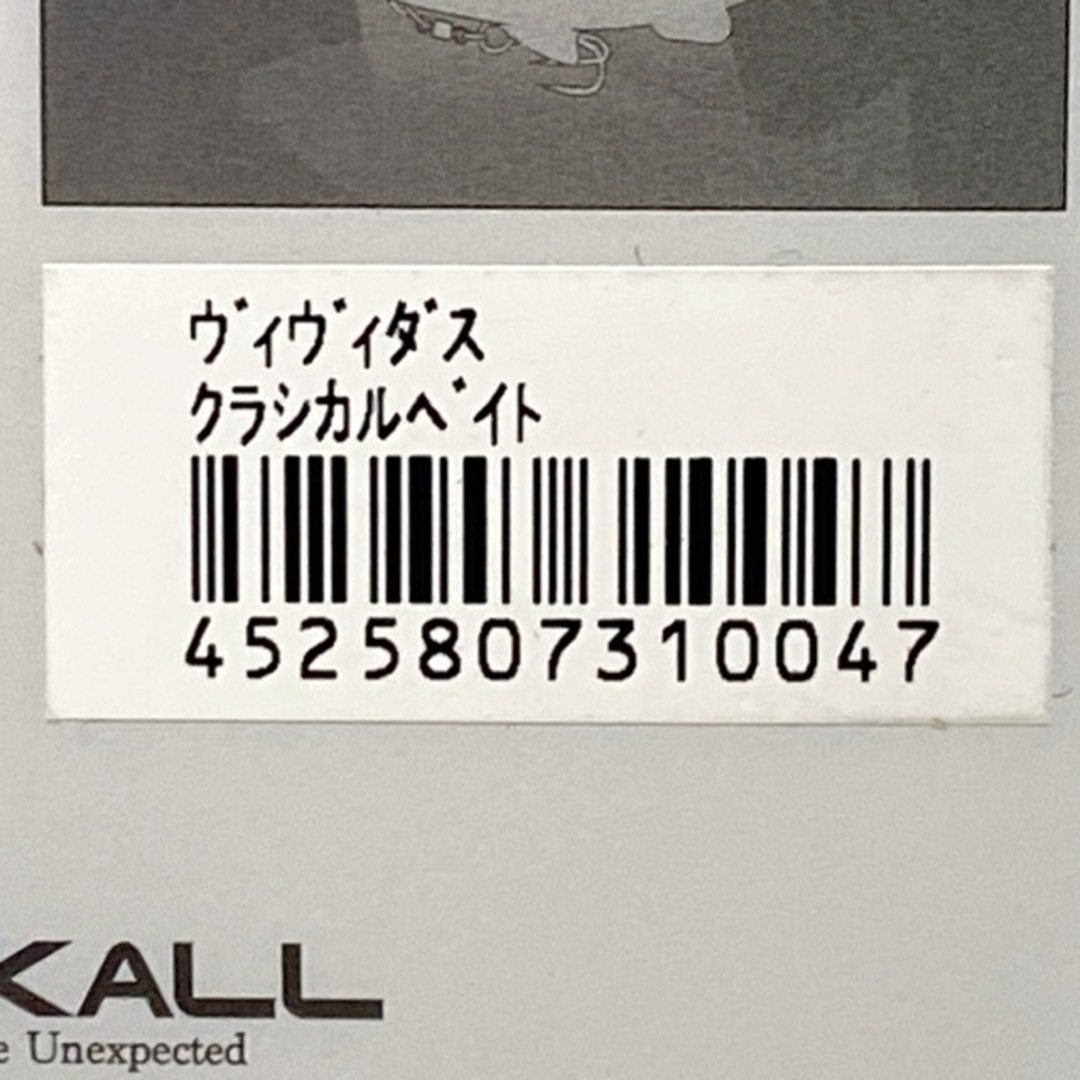 ヴィヴィダス
クラシカルベイト
4525807310047
KALL
e Unexpected